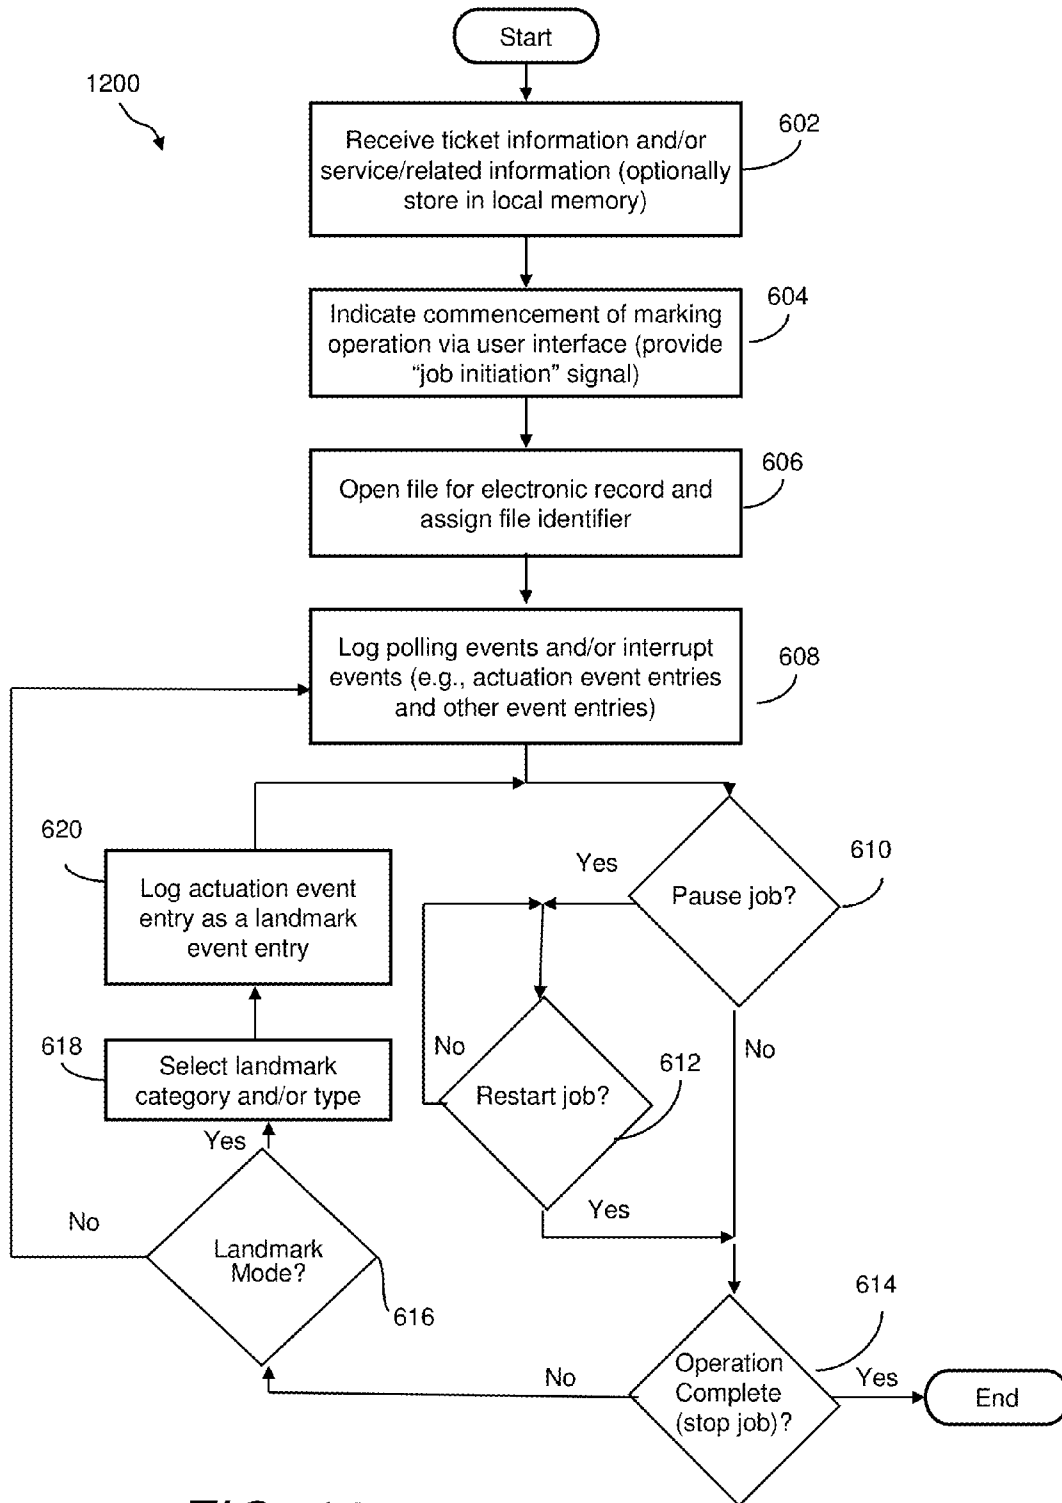 Start
1200
Receive ticket information and/or
service/related information (optionally
store in local memory)
602
Indicate commencement of marking
operation via user interface (provide
“job initiation” signal)
604
Open file for electronic record and
assign file identifier
606
Log polling events and/or interrupt
events (e.g., actuation event entries
and other event entries)
608
620
Log actuation event
entry as a landmark
event entry
Yes
Pause job?
610
618
Select landmark
category and/or type
No
Restart job?
612
No
Yes
No
Landmark
Mode?
616
Yes
614
Operation
Complete
(stop job)?
No
Yes
End